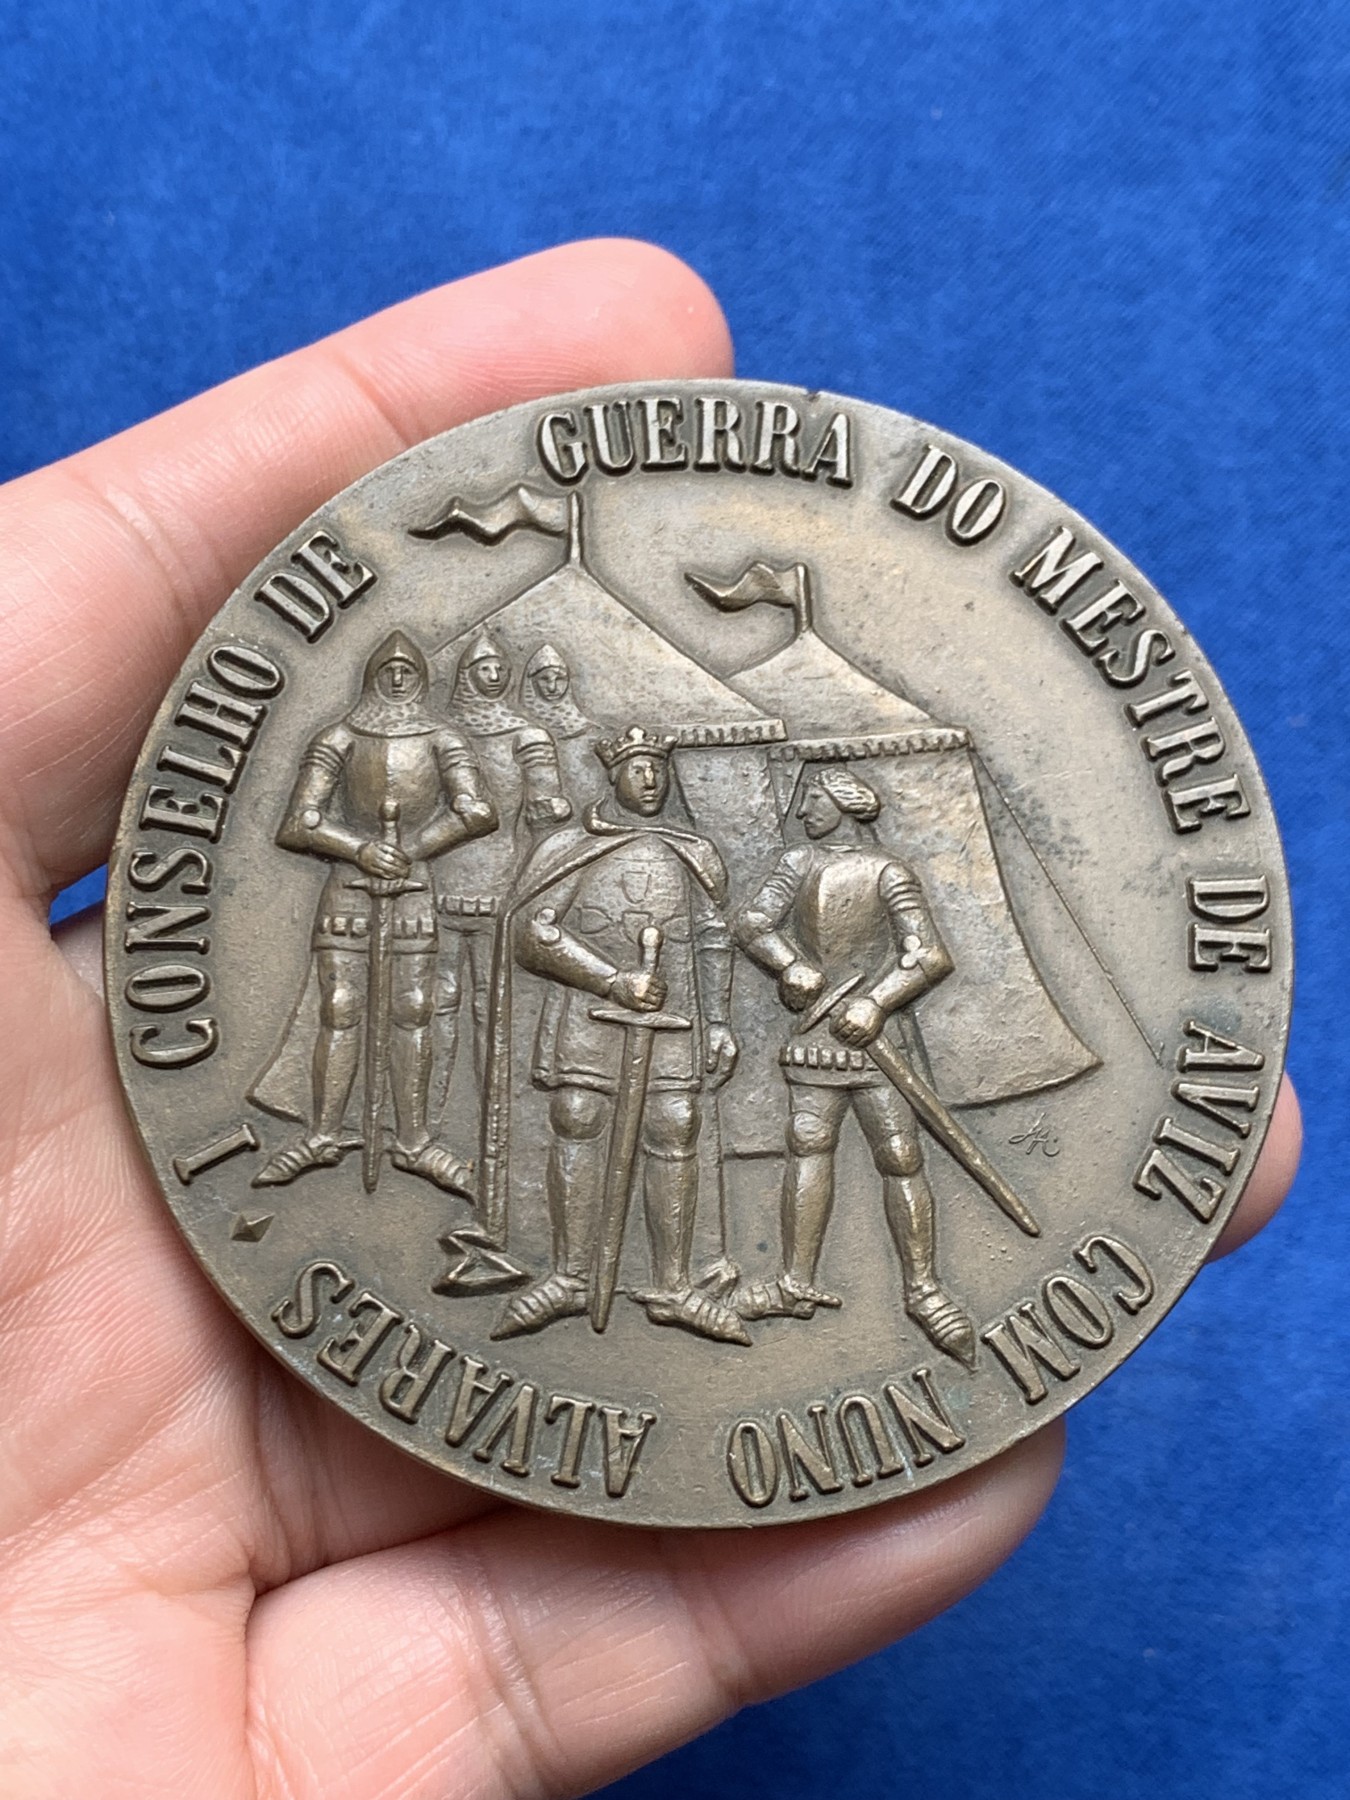 I CONSELHO DE GUERRA DO MESTRE DE AVIZ COM NUNO ALVARES